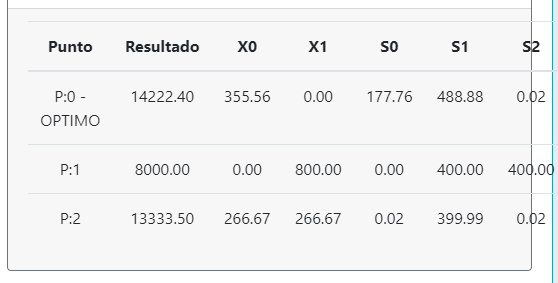 Punto Resultado X0 X1 S0 S1 S2
P:0 - 14222.40 355.56 0.00 177.76 488.88 0.02
OPTIMO
P:1 8000.00 0.00 800.00 0.00 400.00 400.00
P:2 13333.50 266.67 266.67 0.02 399.99 0.02